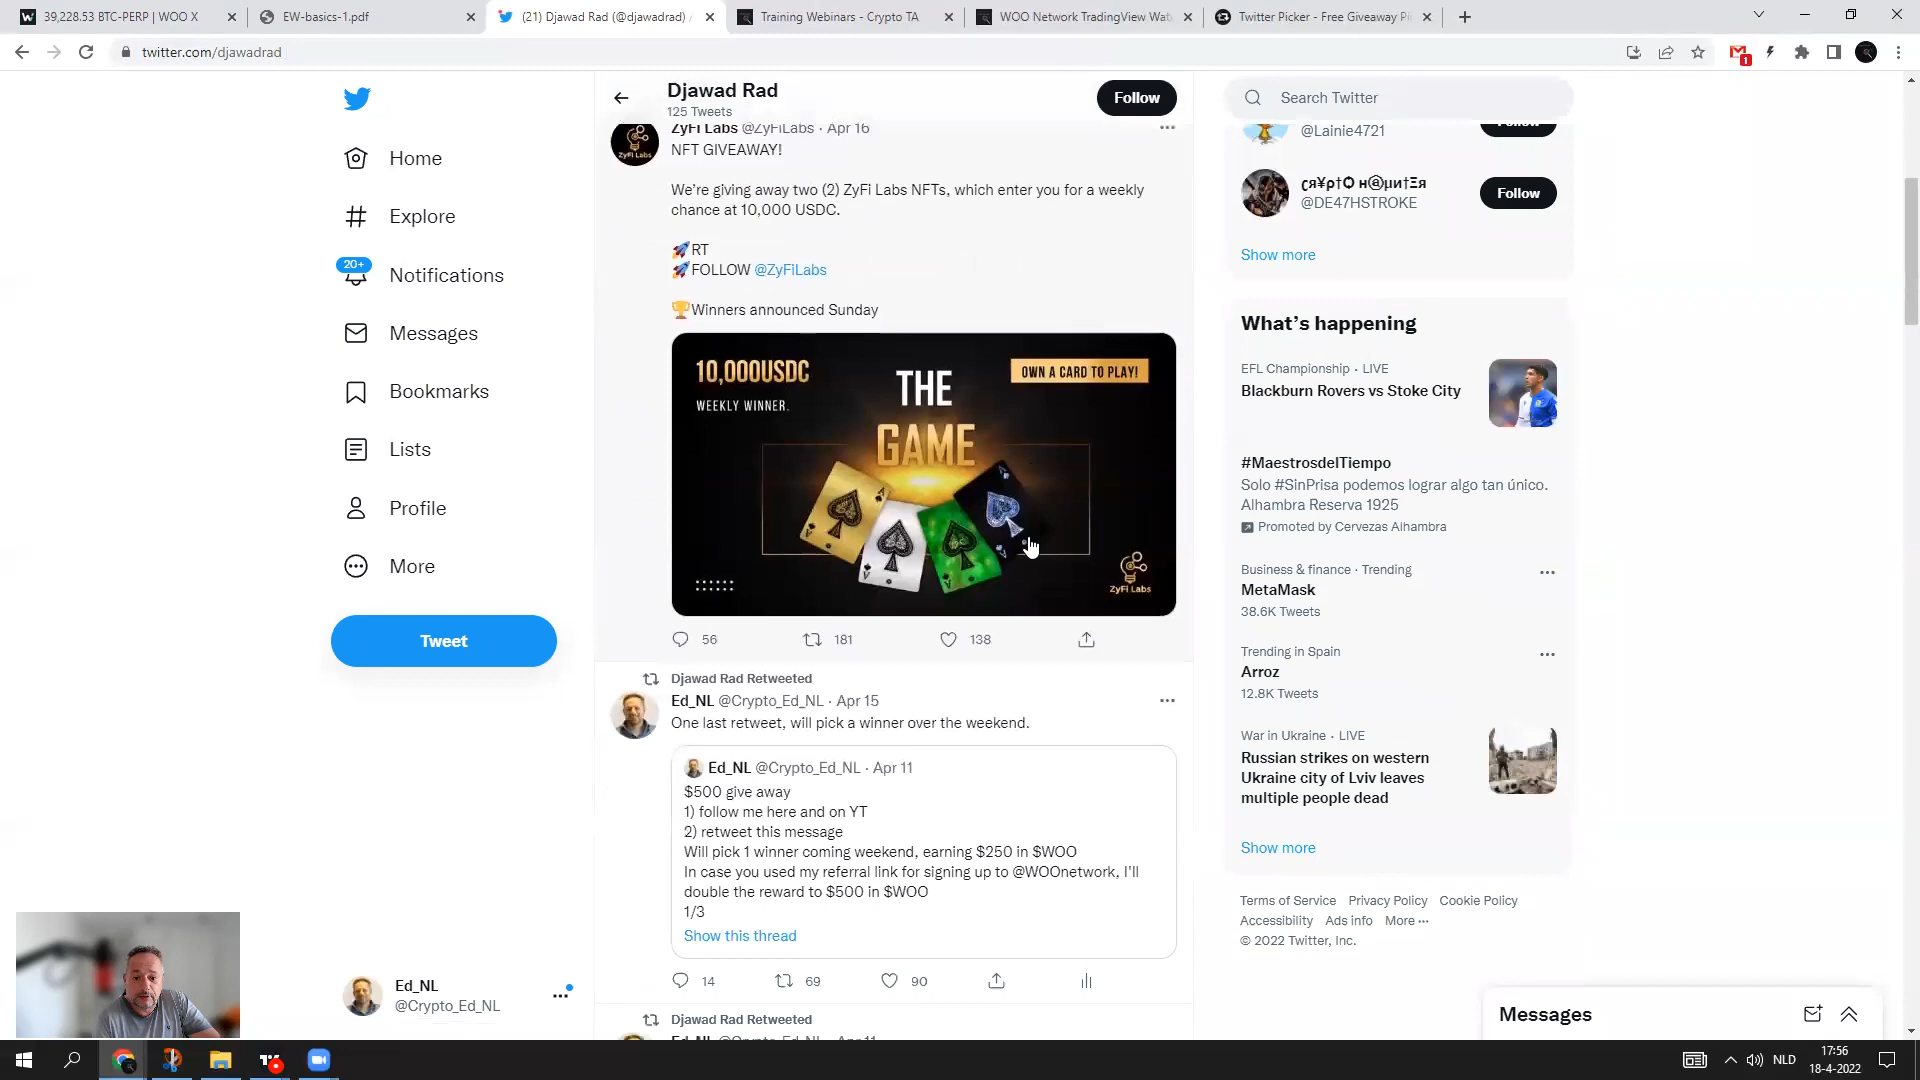 39,228.53 BTC-PERP | WOO X
EW-basics-1.pdf
(21) Djawad Rad (@djawadrad) /
Training Webinars - Crypto TA
WOO Network TradingView Wat
Twitter Picker - Free Giveaway Pi
twitter.com/djawadrad
1
Home
Explore
20+
Notifications
Messages
Bookmarks
Lists
Profile
More
Tweet
Ed_NL
@Crypto_Ed_NL
Djawad Rad
125 Tweets
Follow
ZyFi Labs @ZyFiLabs · Apr 16
NFT GIVEAWAY!
We're giving away two (2) ZyFi Labs NFTs, which enter you for a weekly
chance at 10,000 USDC.
🚀RT
🚀FOLLOW @ZyFiLabs
🏆Winners announced Sunday
10,000USDC
WEEKLY WINNER.
THE
GAME
OWN A CARD TO PLAY!
ZyFi Labs
56 181 138
Djawad Rad Retweeted
Ed_NL @Crypto_Ed_NL · Apr 15
One last retweet, will pick a winner over the weekend.
Ed_NL @Crypto_Ed_NL · Apr 11
$500 give away
1) follow me here and on YT
2) retweet this message
Will pick 1 winner coming weekend, earning $250 in $WOO
In case you used my referral link for signing up to @WOOnetwork, I'll
double the reward to $500 in $WOO
1/3
Show this thread
14 69 90
Djawad Rad Retweeted
Ed_NL @Crypto_Ed_NL · Apr 11
Search Twitter
@Lainie4721
Follow
@DE47HSTROKE
Follow
Show more
What's happening
EFL Championship · LIVE
Blackburn Rovers vs Stoke City
#MaestrosdelTiempo
Solo #SinPrisa podemos lograr algo tan único.
Alhambra Reserva 1925
Promoted by Cervezas Alhambra
Business & finance · Trending
MetaMask
38.6K Tweets
Trending in Spain
Arroz
12.8K Tweets
War in Ukraine · LIVE
Russian strikes on western
Ukraine city of Lviv leaves
multiple people dead
Show more
Terms of Service Privacy Policy Cookie Policy
Accessibility Ads info More ···
© 2022 Twitter, Inc.
Messages
NLD
17:56
18-4-2022